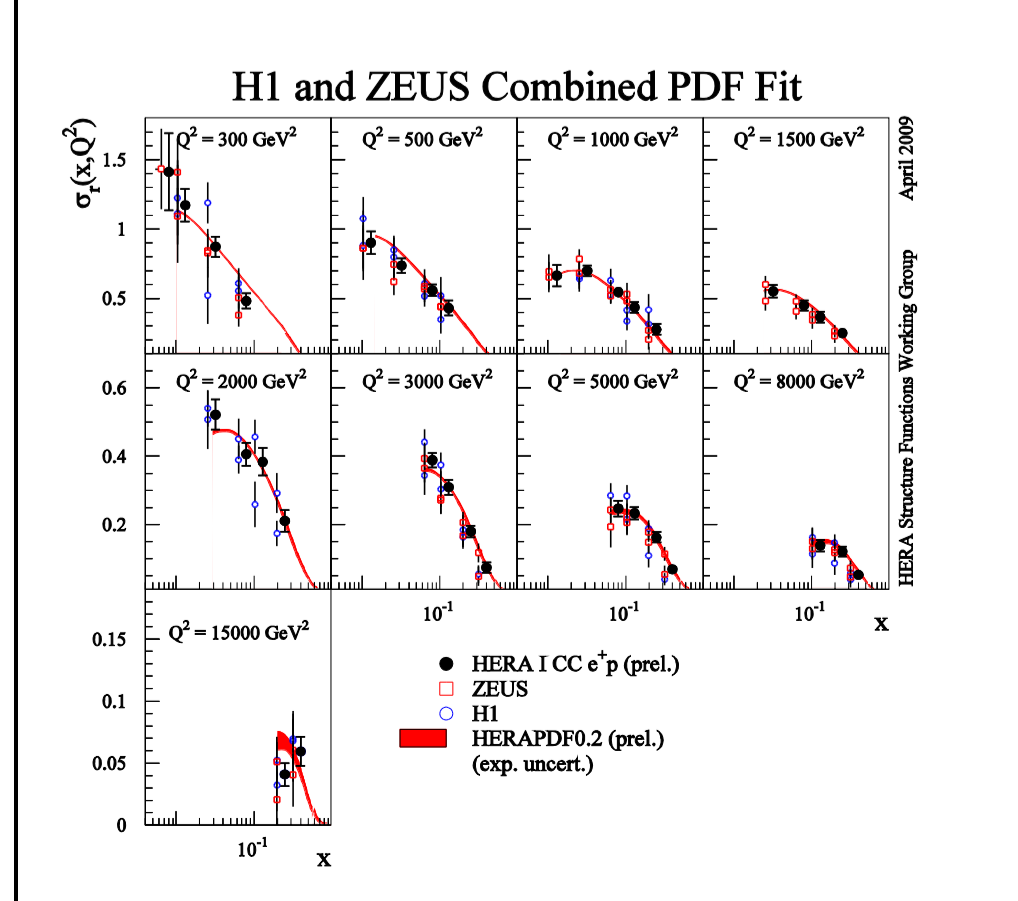 H1 and ZEUS Combined PDF Fit
σr(x,Q²)
Q² = 300 GeV²
Q² = 500 GeV²
Q² = 1000 GeV²
Q² = 1500 GeV²
1.5
1
0.5
Q² = 2000 GeV²
Q² = 3000 GeV²
Q² = 5000 GeV²
Q² = 8000 GeV²
0.6
0.4
0.2
10⁻¹
10⁻¹
10⁻¹
x
Q² = 15000 GeV²
0.15
0.1
0.05
0
10⁻¹
x
HERA I CC e⁺p (prel.)
ZEUS
H1
HERAPDF0.2 (prel.)
(exp. uncert.)
HERA Structure Functions Working Group April 2009